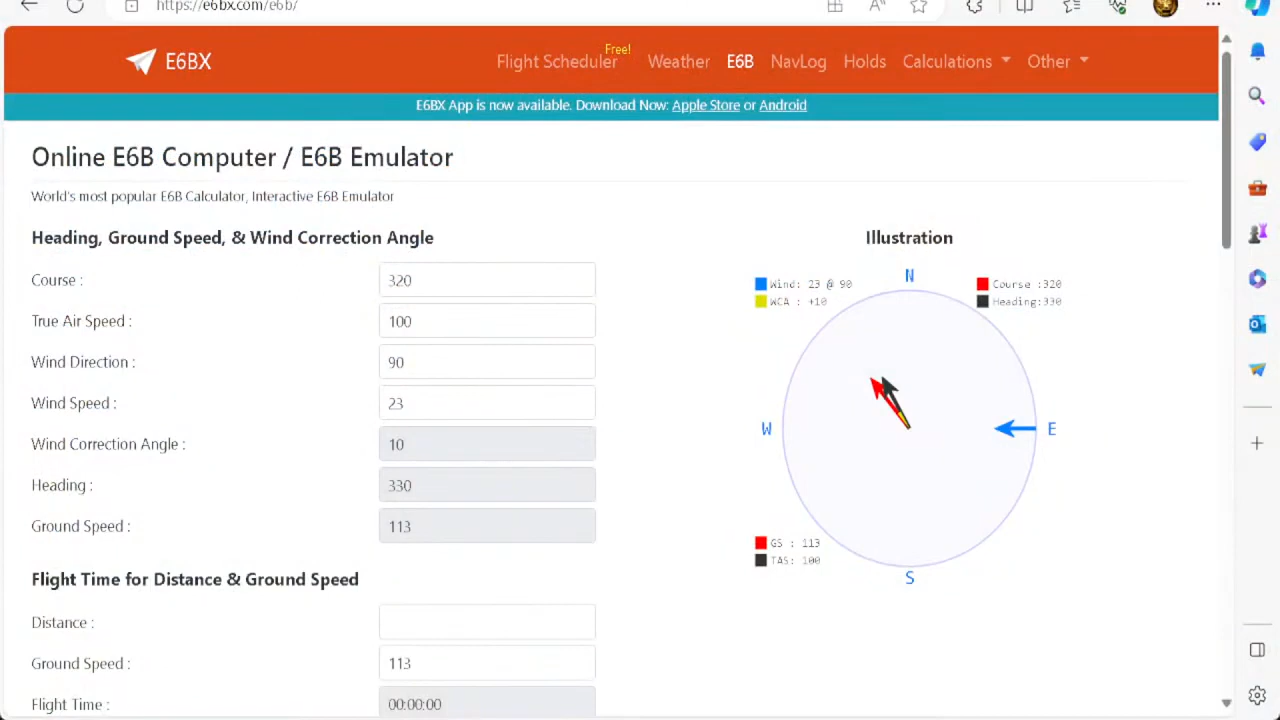 https://e6bx.com/e6b/
E6BX
Flight Scheduler Free! Weather E6B NavLog Holds Calculations Other
E6BX App is now available. Download Now: Apple Store or Android
Online E6B Computer / E6B Emulator
World's most popular E6B Calculator, Interactive E6B Emulator
Heading, Ground Speed, & Wind Correction Angle
Course : 320
True Air Speed : 100
Wind Direction : 90
Wind Speed : 23
Wind Correction Angle : 10
Heading : 330
Ground Speed : 113
Flight Time for Distance & Ground Speed
Distance :
Ground Speed : 113
Flight Time : 00:00:00
Illustration
N
Wind: 23 @ 90 Course :320
WCA : +10 Heading:330
W E
GS : 113
TAS: 100
S